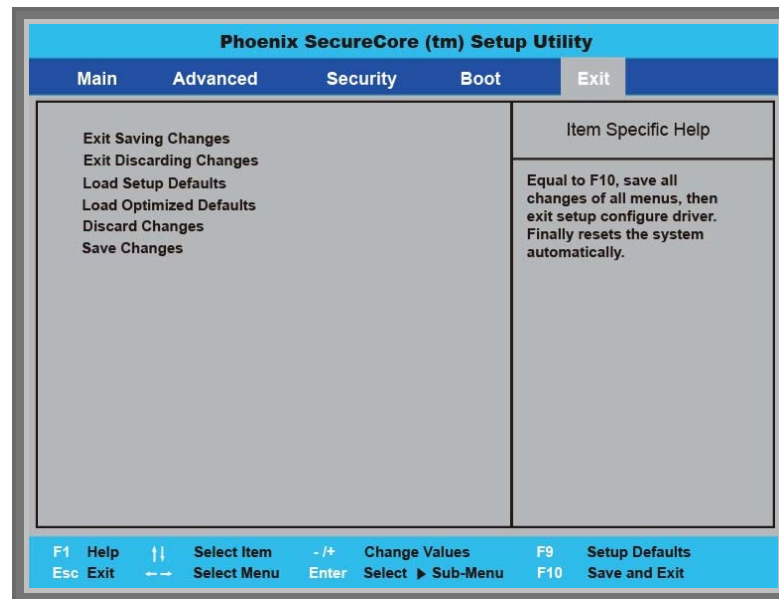 Phoenix SecureCore (tm) Setup Utility
Main Advanced Security Boot Exit
Exit Saving Changes
Exit Discarding Changes
Load Setup Defaults
Load Optimized Defaults
Discard Changes
Save Changes
Item Specific Help
Equal to F10, save all
changes of all menus, then
exit setup configure driver.
Finally resets the system
automatically.
F1 Help ↑↓ Select Item - /+ Change Values F9 Setup Defaults
Esc Exit ←→ Select Menu Enter Select ▶ Sub-Menu F10 Save and Exit